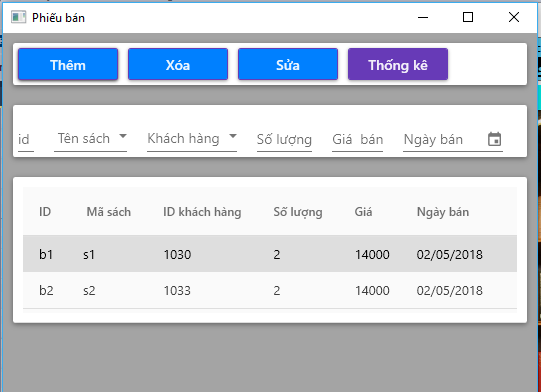 Phiếu bán
Thêm Xóa Sửa Thống kê
id Tên sách Khách hàng Số lượng Giá bán Ngày bán
ID Mã sách ID khách hàng Số lượng Giá Ngày bán
b1 s1 1030 2 14000 02/05/2018
b2 s2 1033 2 14000 02/05/2018